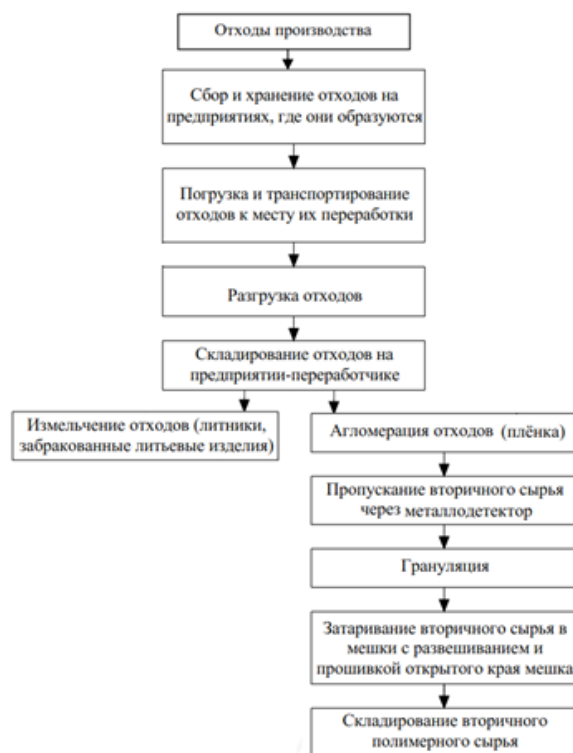 Отходы производства
Сбор и хранение отходов на
предприятиях, где они образуются
Погрузка и транспортирование
отходов к месту их переработки
Разгрузка отходов
Складирование отходов на
предприятии-переработчике
Измельчение отходов (литники,
забракованные литьевые изделия)
Агломерация отходов (плёнка)
Пропускание вторичного сырья
через металлодетектор
Грануляция
Затаривание вторичного сырья в
мешки с развешиванием и
прошивкой открытого края мешка
Складирование вторичного
полимерного сырья